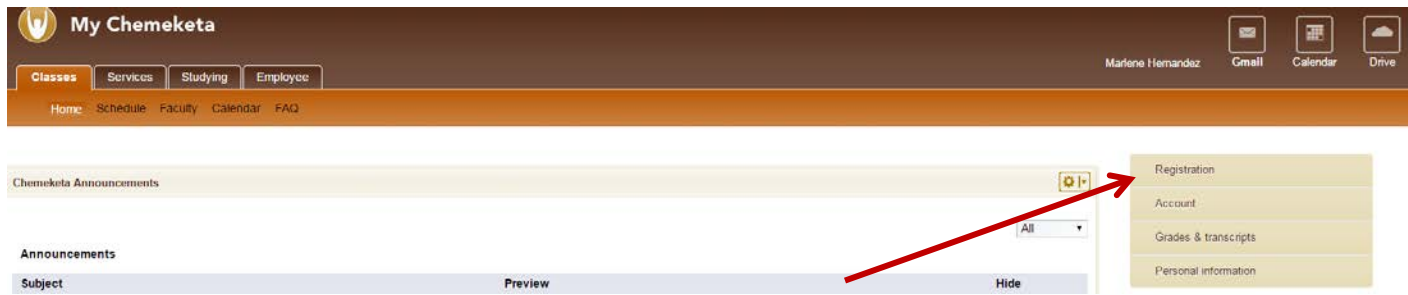 My Chemeketa
Marlene Hernandez Gmail Calendar Drive
Classes Services Studying Employee
Home Schedule Faculty Calendar FAQ
Chemeketa Announcements
All
Announcements
Subject Preview Hide
Registration
Account
Grades & transcripts
Personal information